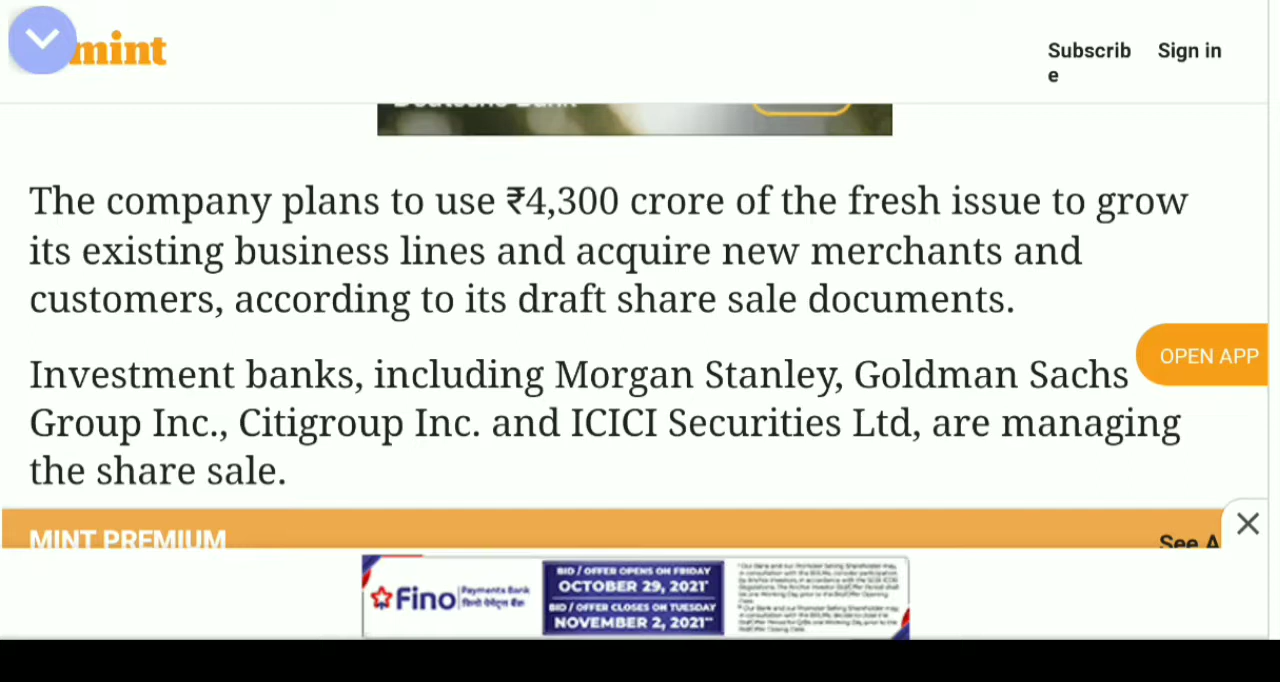 mint
Subscrib
e
Sign in
The company plans to use ₹4,300 crore of the fresh issue to grow
its existing business lines and acquire new merchants and
customers, according to its draft share sale documents.
OPEN APP
Investment banks, including Morgan Stanley, Goldman Sachs
Group Inc., Citigroup Inc. and ICICI Securities Ltd, are managing
the share sale.
MINT PREMIUM
See A
Fino
Payments Bank
फिनो पेमेंट्स बैंक
BID / OFFER OPENS ON FRIDAY
OCTOBER 29, 2021*
BID / OFFER CLOSES ON TUESDAY
NOVEMBER 2, 2021**